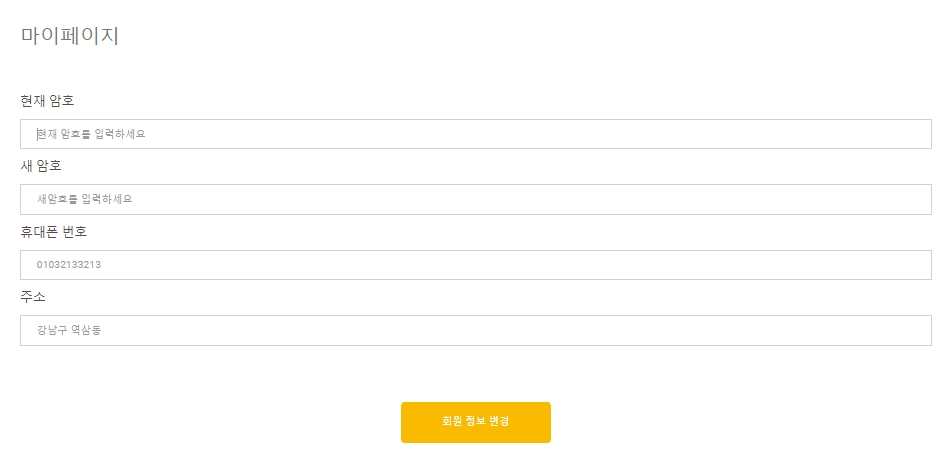 마이페이지
현재 암호
현재 암호를 입력하세요
새 암호
새암호를 입력하세요
휴대폰 번호
01032133213
주소
강남구 역삼동
회원 정보 변경